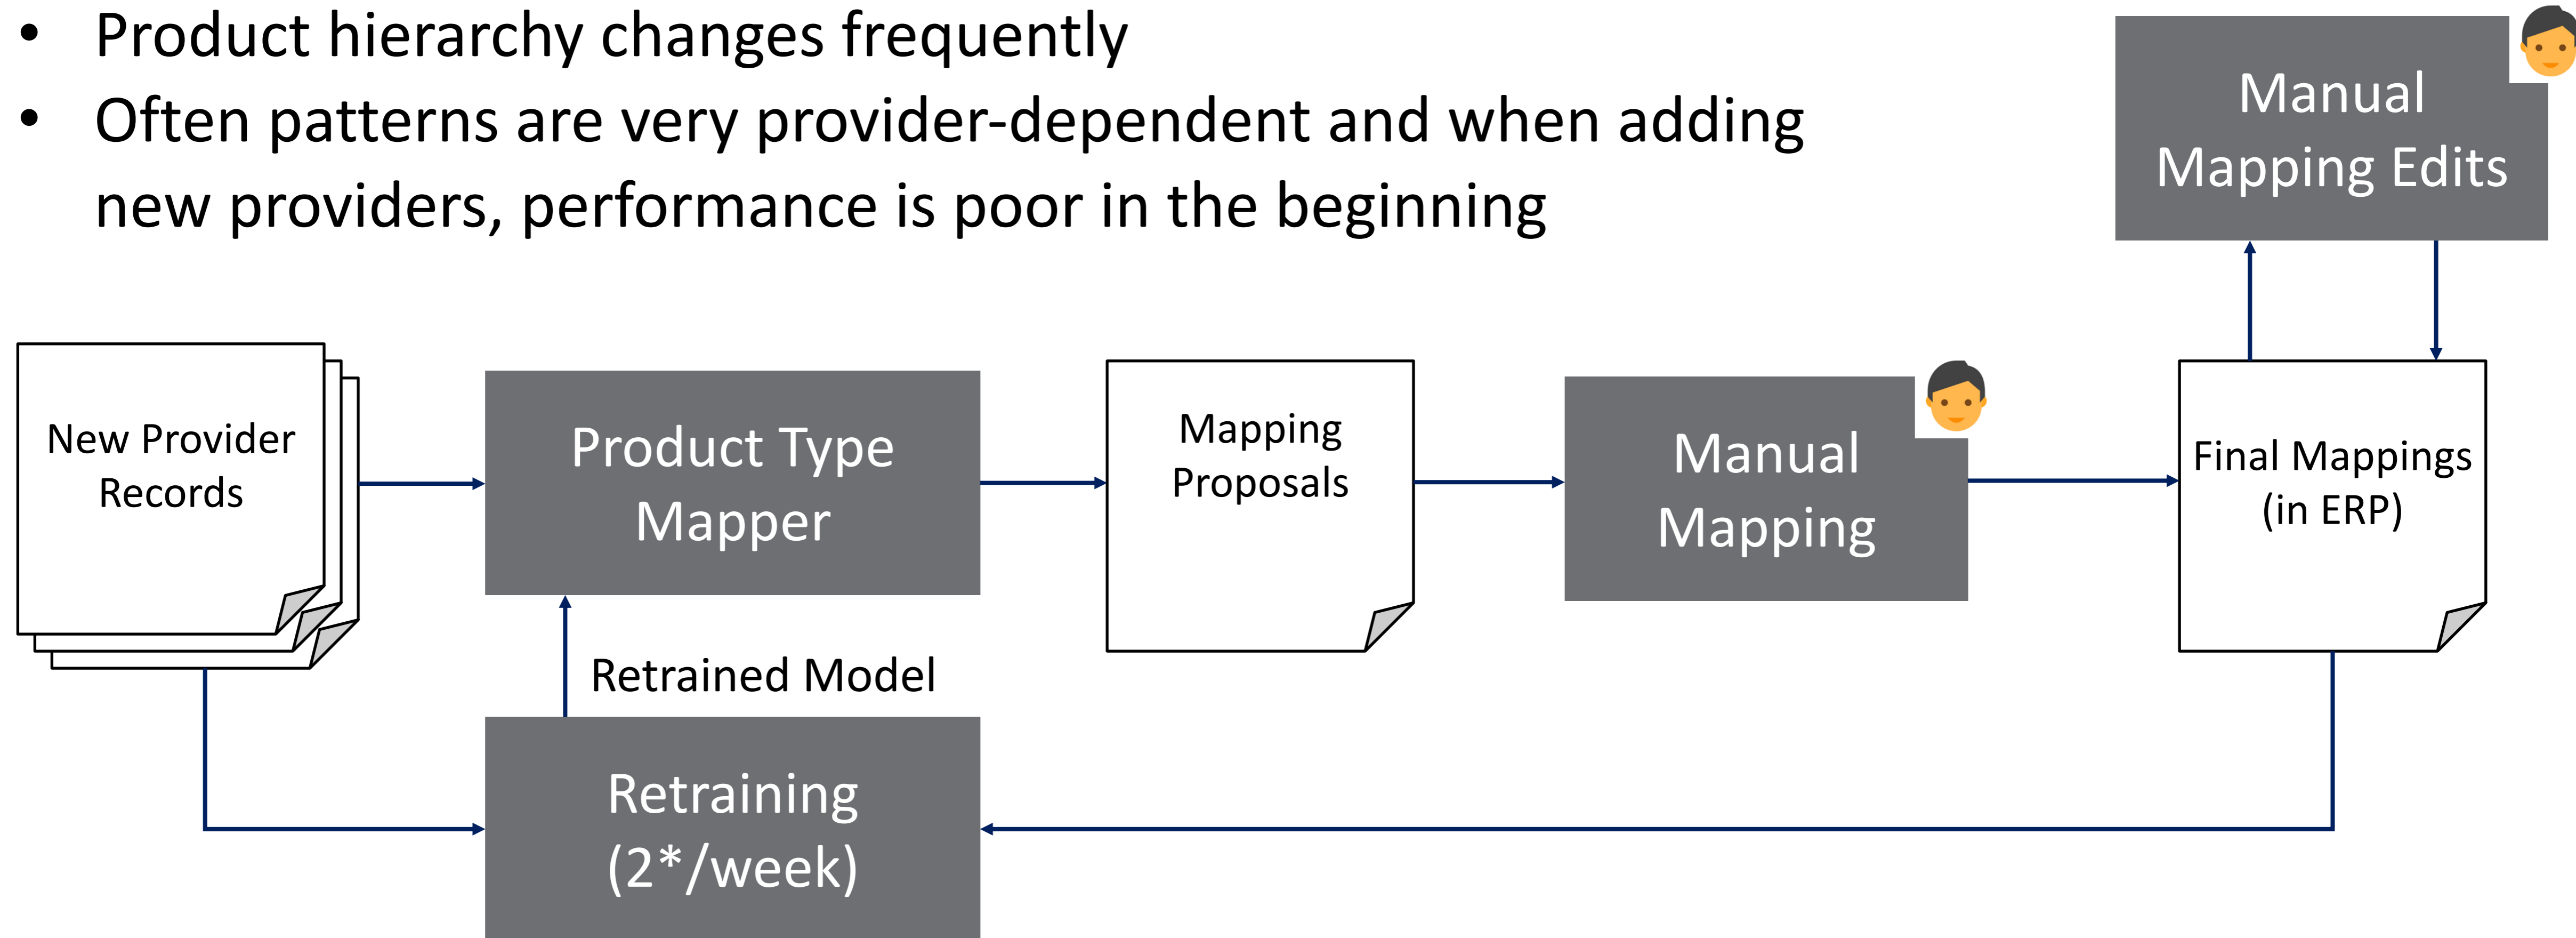 • Product hierarchy changes frequently
• Often patterns are very provider-dependent and when adding
new providers, performance is poor in the beginning
Manual
Mapping Edits
New Provider
Records
Product Type
Mapper
Mapping
Proposals
Manual
Mapping
Final Mappings
(in ERP)
Retrained Model
Retraining
(2*/week)